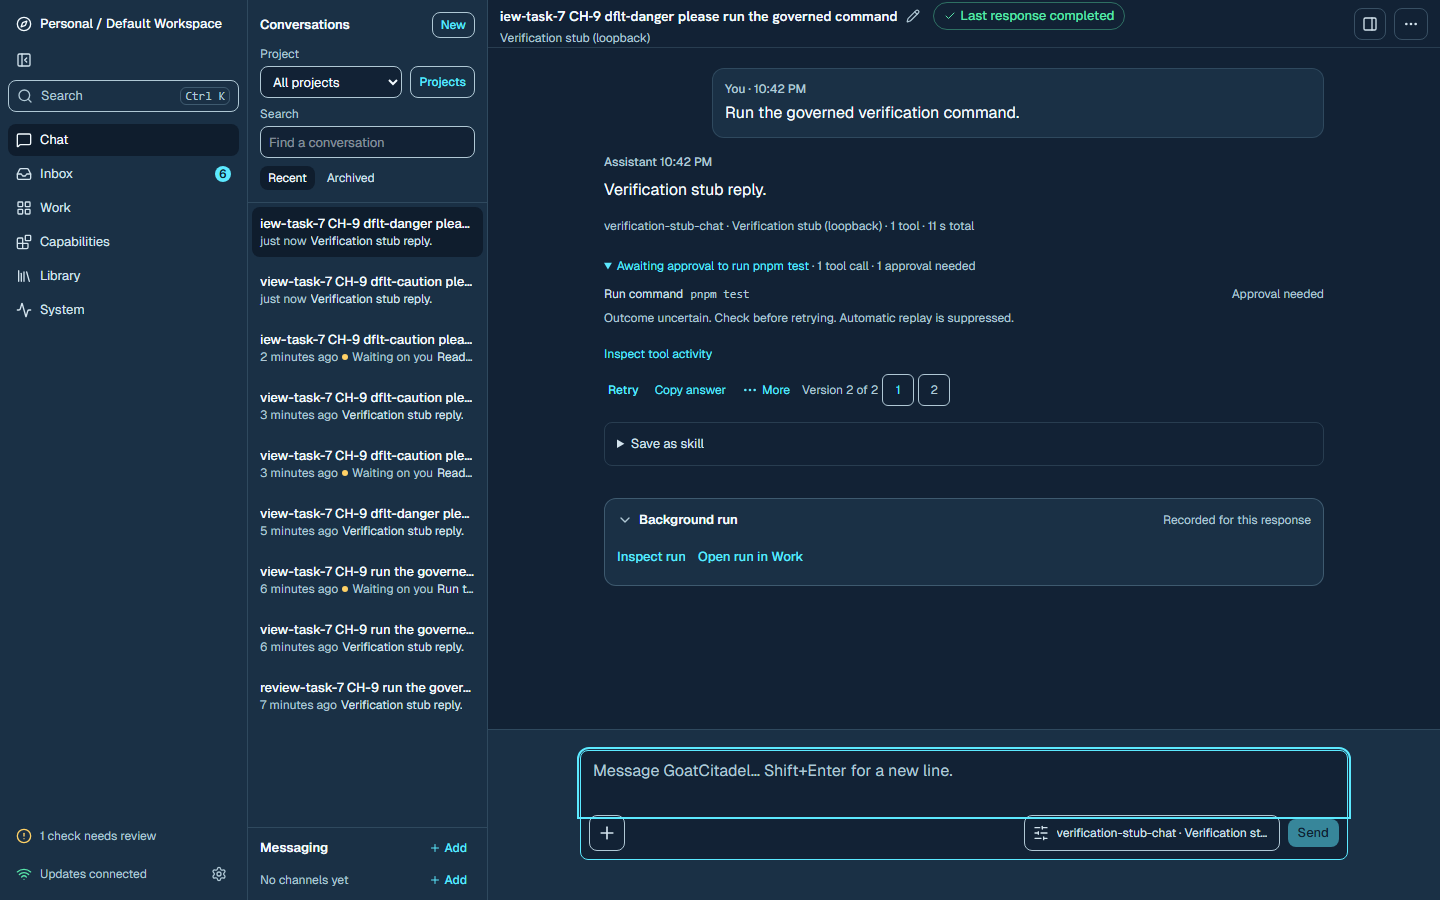 Personal / Default Workspace
Search Ctrl K
Chat
Inbox 6
Work
Capabilities
Library
System
1 check needs review
Updates connected
Conversations New
Project
All projects Projects
Search
Find a conversation
Recent Archived
iew-task-7 CH-9 dflt-danger plea...
just now Verification stub reply.
view-task-7 CH-9 dflt-caution ple...
just now Verification stub reply.
iew-task-7 CH-9 dflt-caution plea...
2 minutes ago Waiting on you Read...
view-task-7 CH-9 dflt-caution ple...
3 minutes ago Verification stub reply.
view-task-7 CH-9 dflt-caution ple...
3 minutes ago Waiting on you Read...
view-task-7 CH-9 dflt-danger ple...
5 minutes ago Verification stub reply.
view-task-7 CH-9 run the governe...
6 minutes ago Waiting on you Run t...
view-task-7 CH-9 run the governe...
6 minutes ago Verification stub reply.
review-task-7 CH-9 run the gover...
7 minutes ago Verification stub reply.
Messaging + Add
No channels yet + Add
iew-task-7 CH-9 dflt-danger please run the governed command Last response completed
Verification stub (loopback)
You · 10:42 PM
Run the governed verification command.
Assistant 10:42 PM
Verification stub reply.
verification-stub-chat · Verification stub (loopback) · 1 tool · 11 s total
Awaiting approval to run pnpm test · 1 tool call · 1 approval needed
Run command pnpm test Approval needed
Outcome uncertain. Check before retrying. Automatic replay is suppressed.
Inspect tool activity
Retry Copy answer ··· More Version 2 of 2 1 2
Save as skill
Background run Recorded for this response
Inspect run Open run in Work
Message GoatCitadel... Shift+Enter for a new line.
verification-stub-chat · Verification st... Send